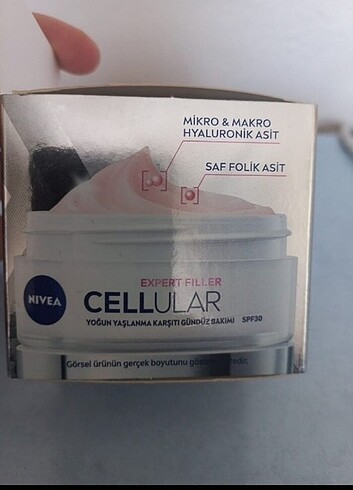 MİKRO & MAKRO
HYALURONİK ASİT
SAF FOLİK ASİT
NIVEA
EXPERT FILLER
CELLULAR
YOĞUN YAŞLANMA KARŞITI GÜNDÜZ BAKIMI SPF30
Görsel ürünün gerçek boyutunu